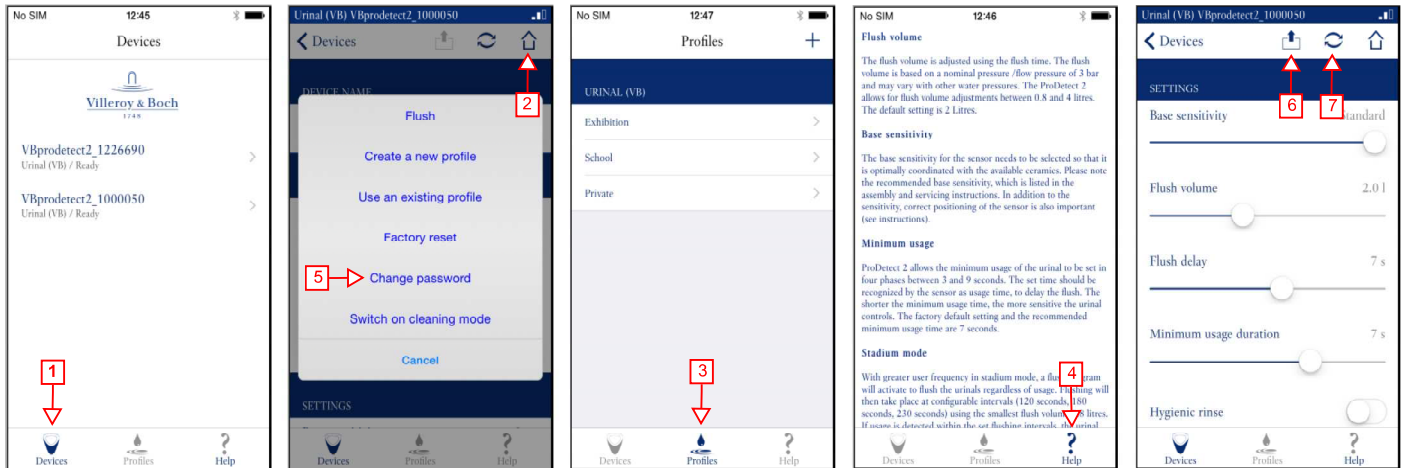 No SIM 12:45
Devices
Villeroy & Boch
1748
VBprodetect2_1226690
Urinal (VB) / Ready
VBprodetect2_1000050
Urinal (VB) / Ready
1
Devices Profiles Help
Urinal (VB) VBprodetect2_1000050
Devices
2
DEVICE NAME
Flush
Create a new profile
Use an existing profile
Factory reset
5 Change password
Switch on cleaning mode
Cancel
SETTINGS
Devices Profiles Help
No SIM 12:47
Profiles +
URINAL (VB)
Exhibition
School
Private
3
Devices Profiles Help
No SIM 12:46
Flush volume
The flush volume is adjusted using the flush time. The flush
volume is based on a nominal pressure /flow pressure of 3 bar
and may vary with other water pressures. The ProDetect 2
allows for flush volume adjustments between 0.8 and 4 litres.
The default setting is 2 Litres.
Base sensitivity
The base sensitivity for the sensor needs to be selected so that it
is optimally coordinated with the available ceramics. Please note
the recommended base sensitivity, which is listed in the
assembly and servicing instructions. In addition to the
sensitivity, correct positioning of the sensor is also important
(see instructions).
Minimum usage
ProDetect 2 allows the minimum usage of the urinal to be set in
four phases between 3 and 9 seconds. The set time should be
recognized by the sensor as usage time, to delay the flush. The
shorter the minimum usage time, the more sensitive the urinal
controls. The factory default setting and the recommended
minimum usage time are 7 seconds.
Stadium mode
With greater user frequency in stadium mode, a flush
will activate to flush the urinals regardless of usage. Flushing will
then take place at configurable intervals (120 seconds, 180
seconds, 230 seconds) using the smallest flush volume litres.
If usage is detected within the set flushing intervals, the urinal
4
Devices Profiles Help
Urinal (VB) VBprodetect2_1000050
Devices
6 7
SETTINGS
Base sensitivity Standard
Flush volume 2.0 l
Flush delay 7 s
Minimum usage duration 7 s
Hygienic rinse
Devices Profiles Help